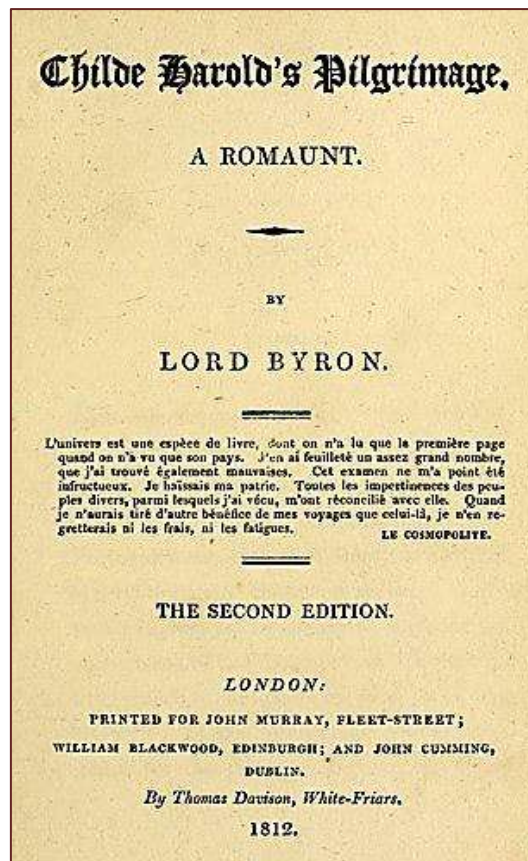 Childe Harold's Pilgrimage.
A ROMAUNT.
BY
LORD BYRON.
L'univers est une espèce de livre, dont on n'a lu que la première page
quand on n'a vu que son pays. J'en ai feuilleté un assez grand nombre,
que j'ai trouvé également mauvaises. Cet examen ne m'a point été
infructueux. Je haïssais ma patrie. Toutes les impertinences des peu-
ples divers, parmi lesquels j'ai vécu, m'ont réconcilié avec elle. Quand
je n'aurais tiré d'autre bénéfice de mes voyages que celui-là, je n'en re-
gretterais ni les frais, ni les fatigues.
LE COSMOPOLITE.
THE SECOND EDITION.
LONDON:
PRINTED FOR JOHN MURRAY, FLEET-STREET;
WILLIAM BLACKWOOD, EDINBURGH; AND JOHN CUMMING,
DUBLIN.
By Thomas Davison, White-Friars.
1812.